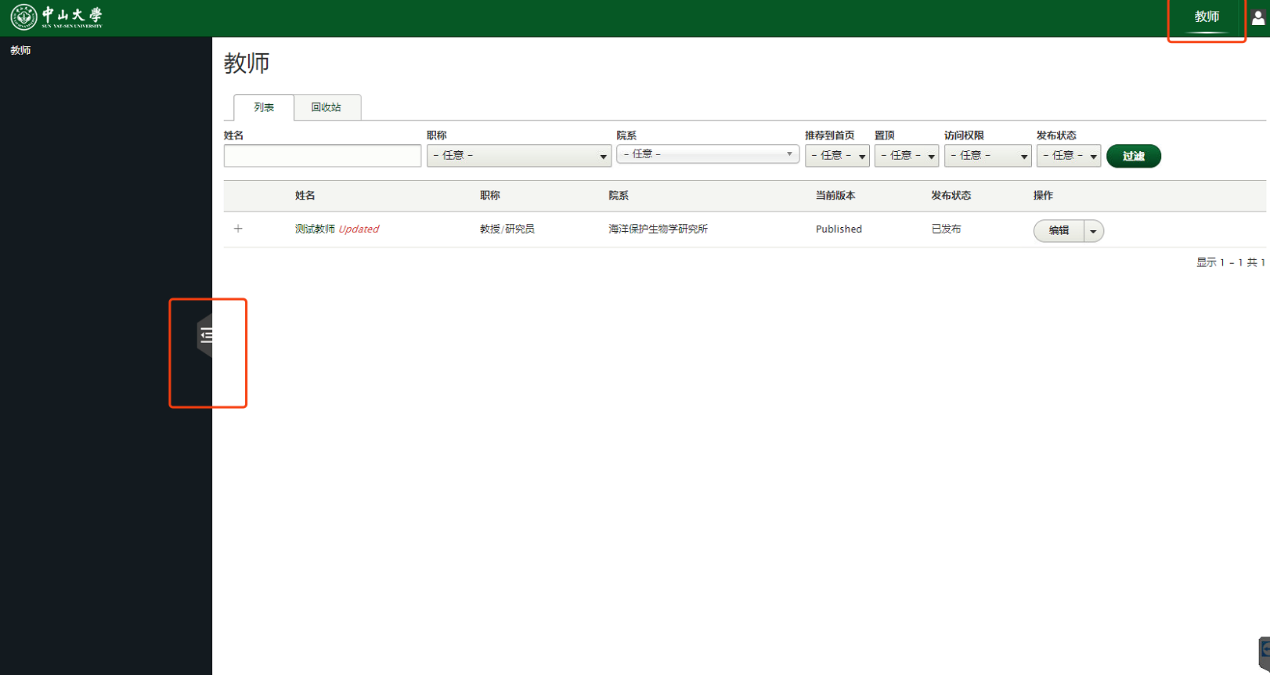 中山大學
SUN YAT-SEN UNIVERSITY
教师
教师
教师
列表 回收站
姓名 职称 院系 推荐到首页 置顶 访问权限 发布状态
- 任意 - - 任意 - - 任意 - - 任意 - - 任意 - - 任意 - 过滤
姓名 职称 院系 当前版本 发布状态 操作
+ 测试教师 Updated 教授/研究员 海洋保护生物学研究所 Published 已发布 编辑
显示 1 - 1 共 1